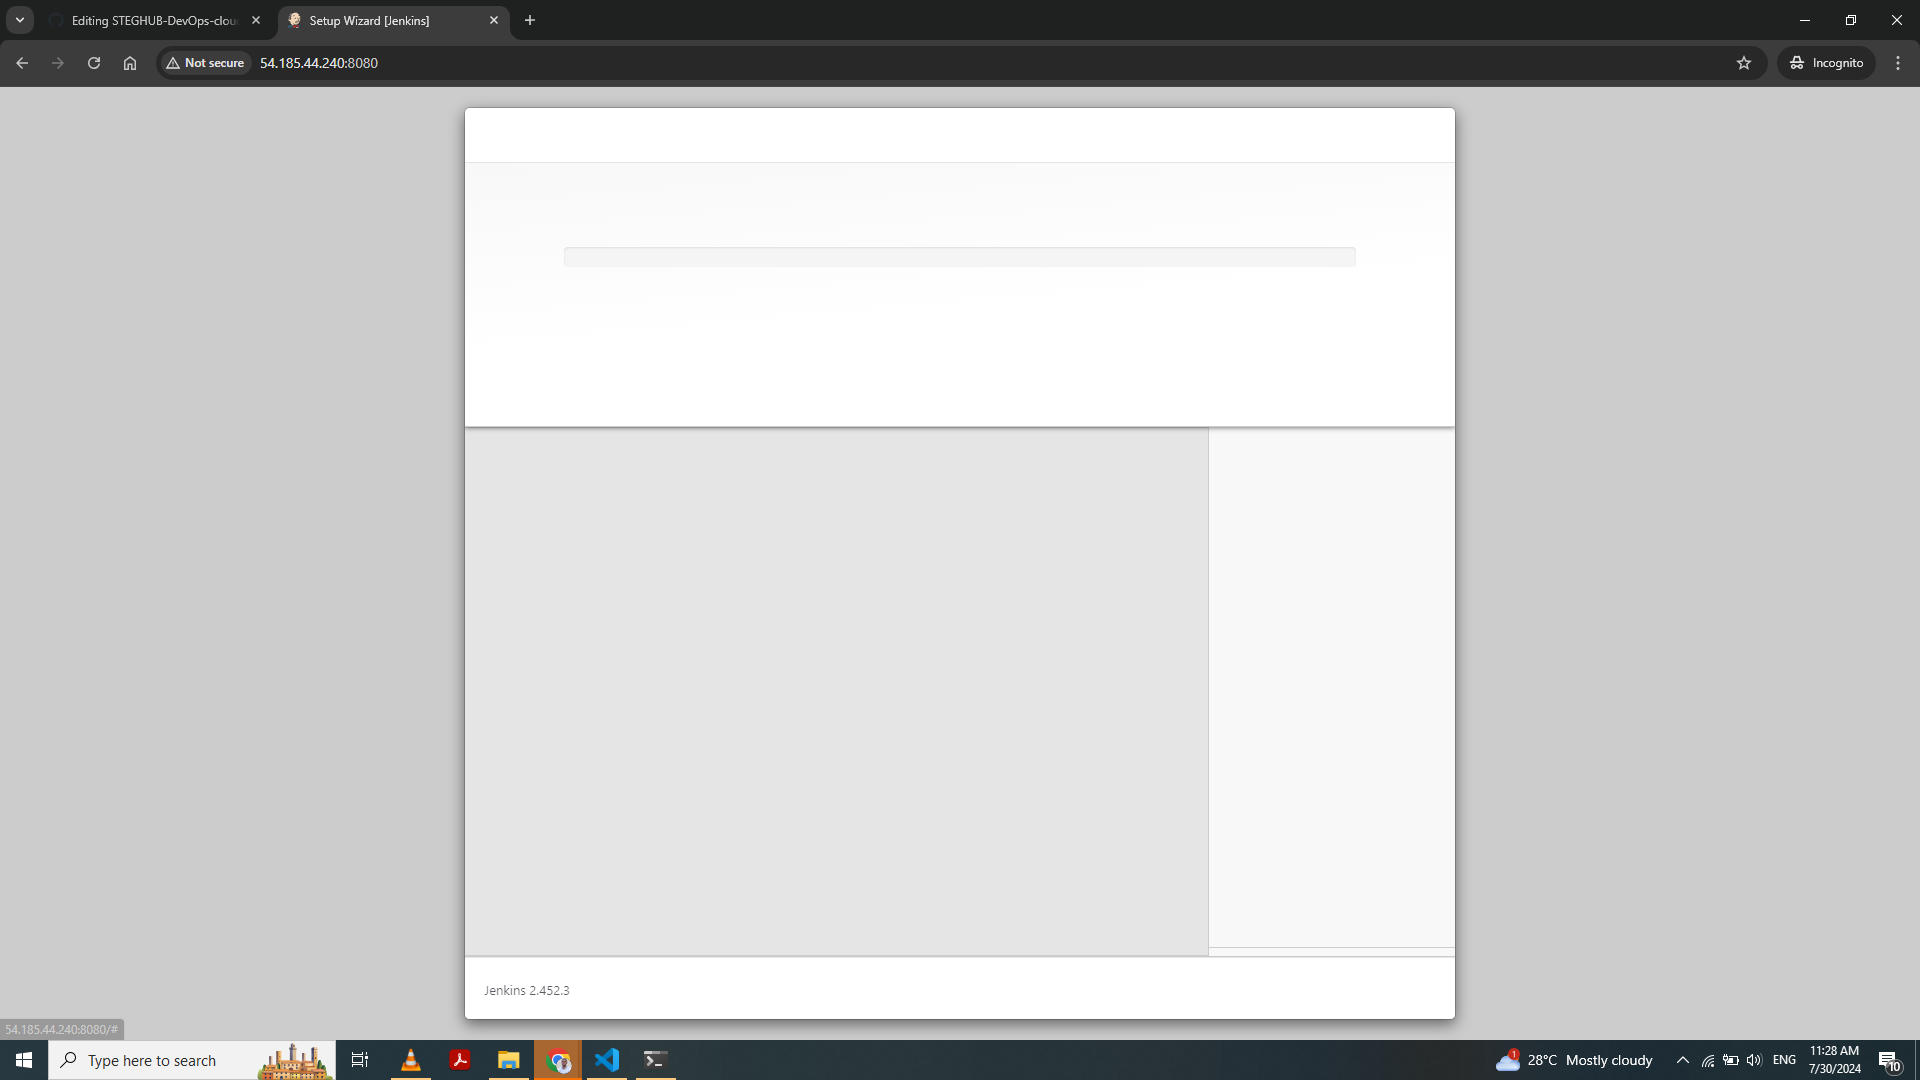 Editing STEGHUB-DevOps-clou
Setup Wizard [Jenkins]
Not secure
54.185.44.240:8080
Incognito
Jenkins 2.452.3
54.185.44.240:8080/#
Type here to search
1
28°C Mostly cloudy
ENG
11:28 AM
7/30/2024
10